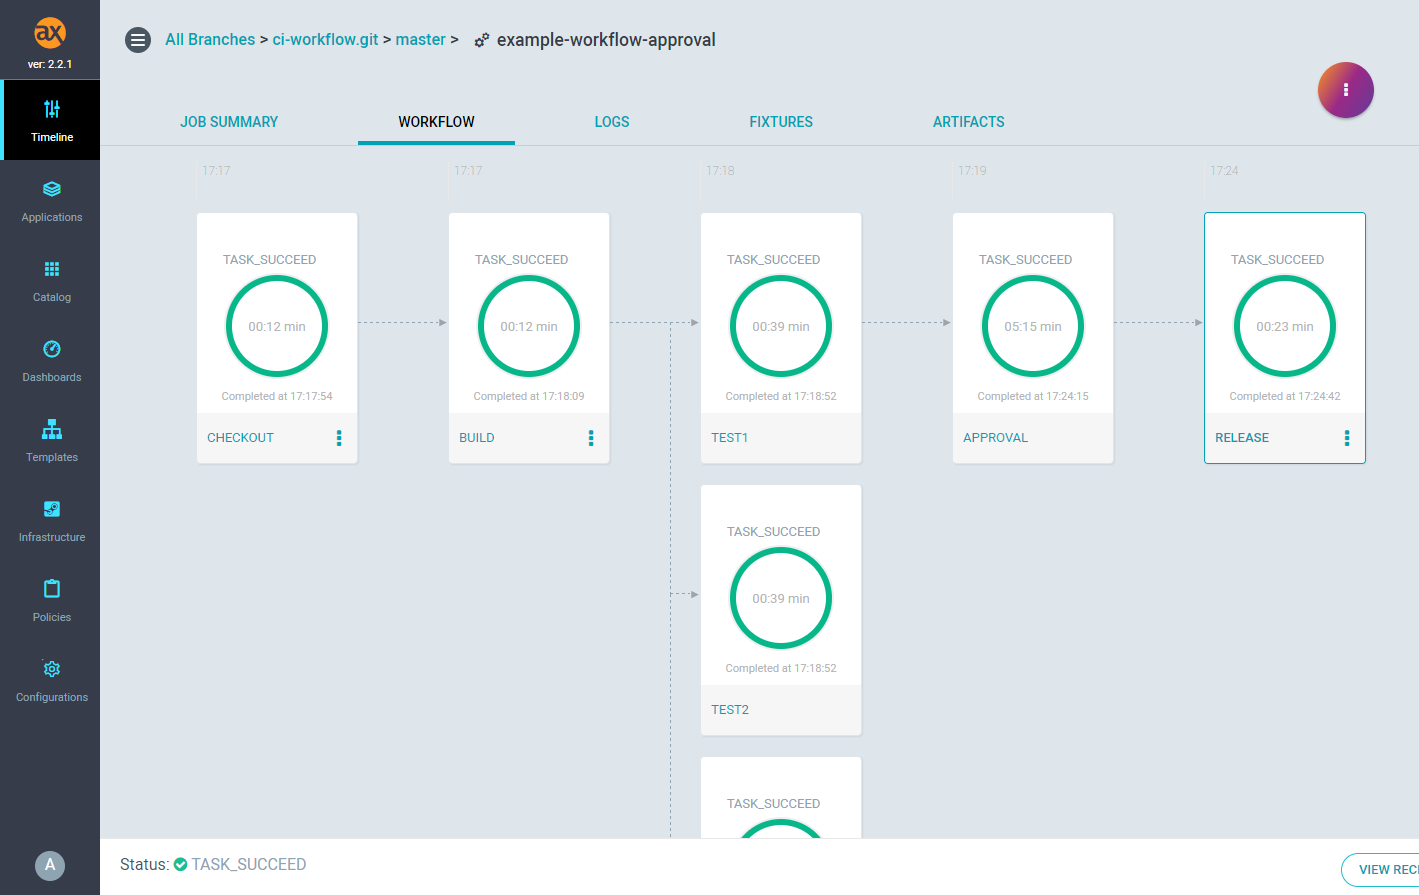 ax
ver: 2.2.1
Timeline
Applications
Catalog
Dashboards
Templates
Infrastructure
Policies
Configurations
A
All Branches > ci-workflow.git > master > example-workflow-approval
JOB SUMMARY WORKFLOW LOGS FIXTURES ARTIFACTS
17:17 17:17 17:18 17:19 17:24
TASK_SUCCEED TASK_SUCCEED TASK_SUCCEED TASK_SUCCEED TASK_SUCCEED
00:12 min 00:12 min 00:39 min 05:15 min 00:23 min
Completed at 17:17:54 Completed at 17:18:09 Completed at 17:18:52 Completed at 17:24:15 Completed at 17:24:42
CHECKOUT BUILD TEST1 APPROVAL RELEASE
TASK_SUCCEED
00:39 min
Completed at 17:18:52
TEST2
TASK_SUCCEED
Status: TASK_SUCCEED
VIEW REC